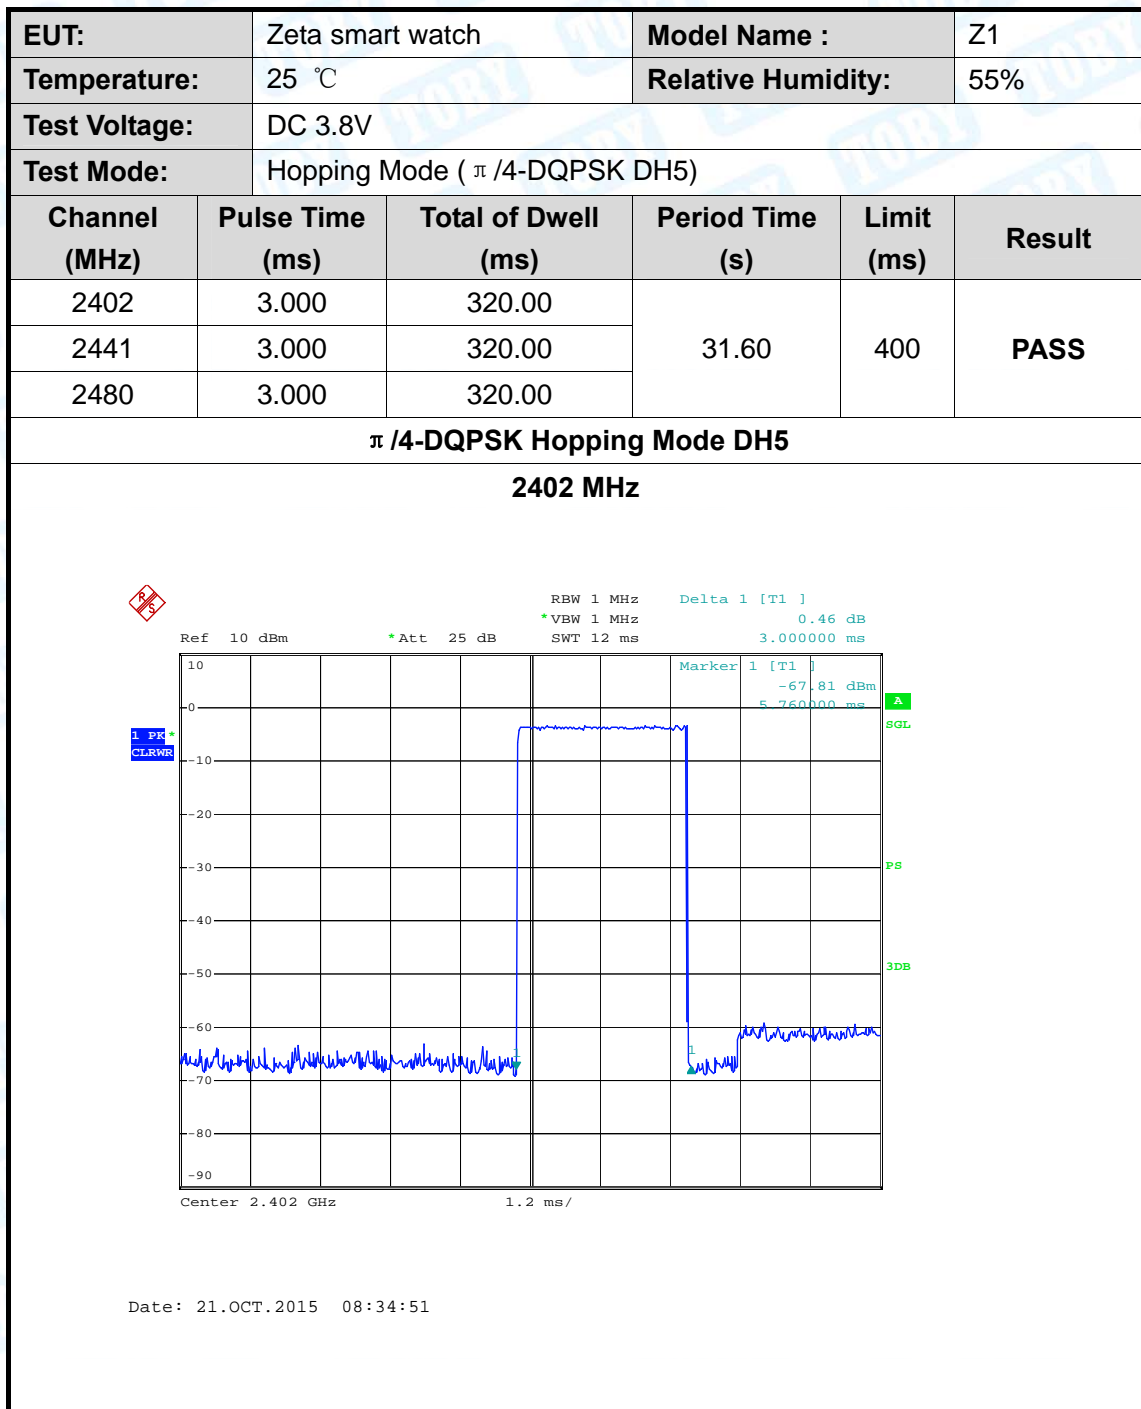 EUT: Zeta smart watch Model Name : Z1
Temperature: 25 ℃ Relative Humidity: 55%
Test Voltage: DC 3.8V
Test Mode: Hopping Mode ( π /4-DQPSK DH5)
Channel (MHz) Pulse Time (ms) Total of Dwell (ms) Period Time (s) Limit (ms) Result
2402 3.000 320.00
2441 3.000 320.00 31.60 400 PASS
2480 3.000 320.00
π /4-DQPSK Hopping Mode DH5
2402 MHz
R S
RBW 1 MHz Delta 1 [T1 ]
*VBW 1 MHz 0.46 dB
Ref 10 dBm *Att 25 dB SWT 12 ms 3.000000 ms
10 Marker 1 [T1 ]
-67.81 dBm
0 5.760000 ms A
SGL
1 PK *
CLRWR
-10
-20
-30 PS
-40
-50 3DB
-60
1 1
-70
-80
-90
Center 2.402 GHz 1.2 ms/
Date: 21.OCT.2015 08:34:51
TOBY